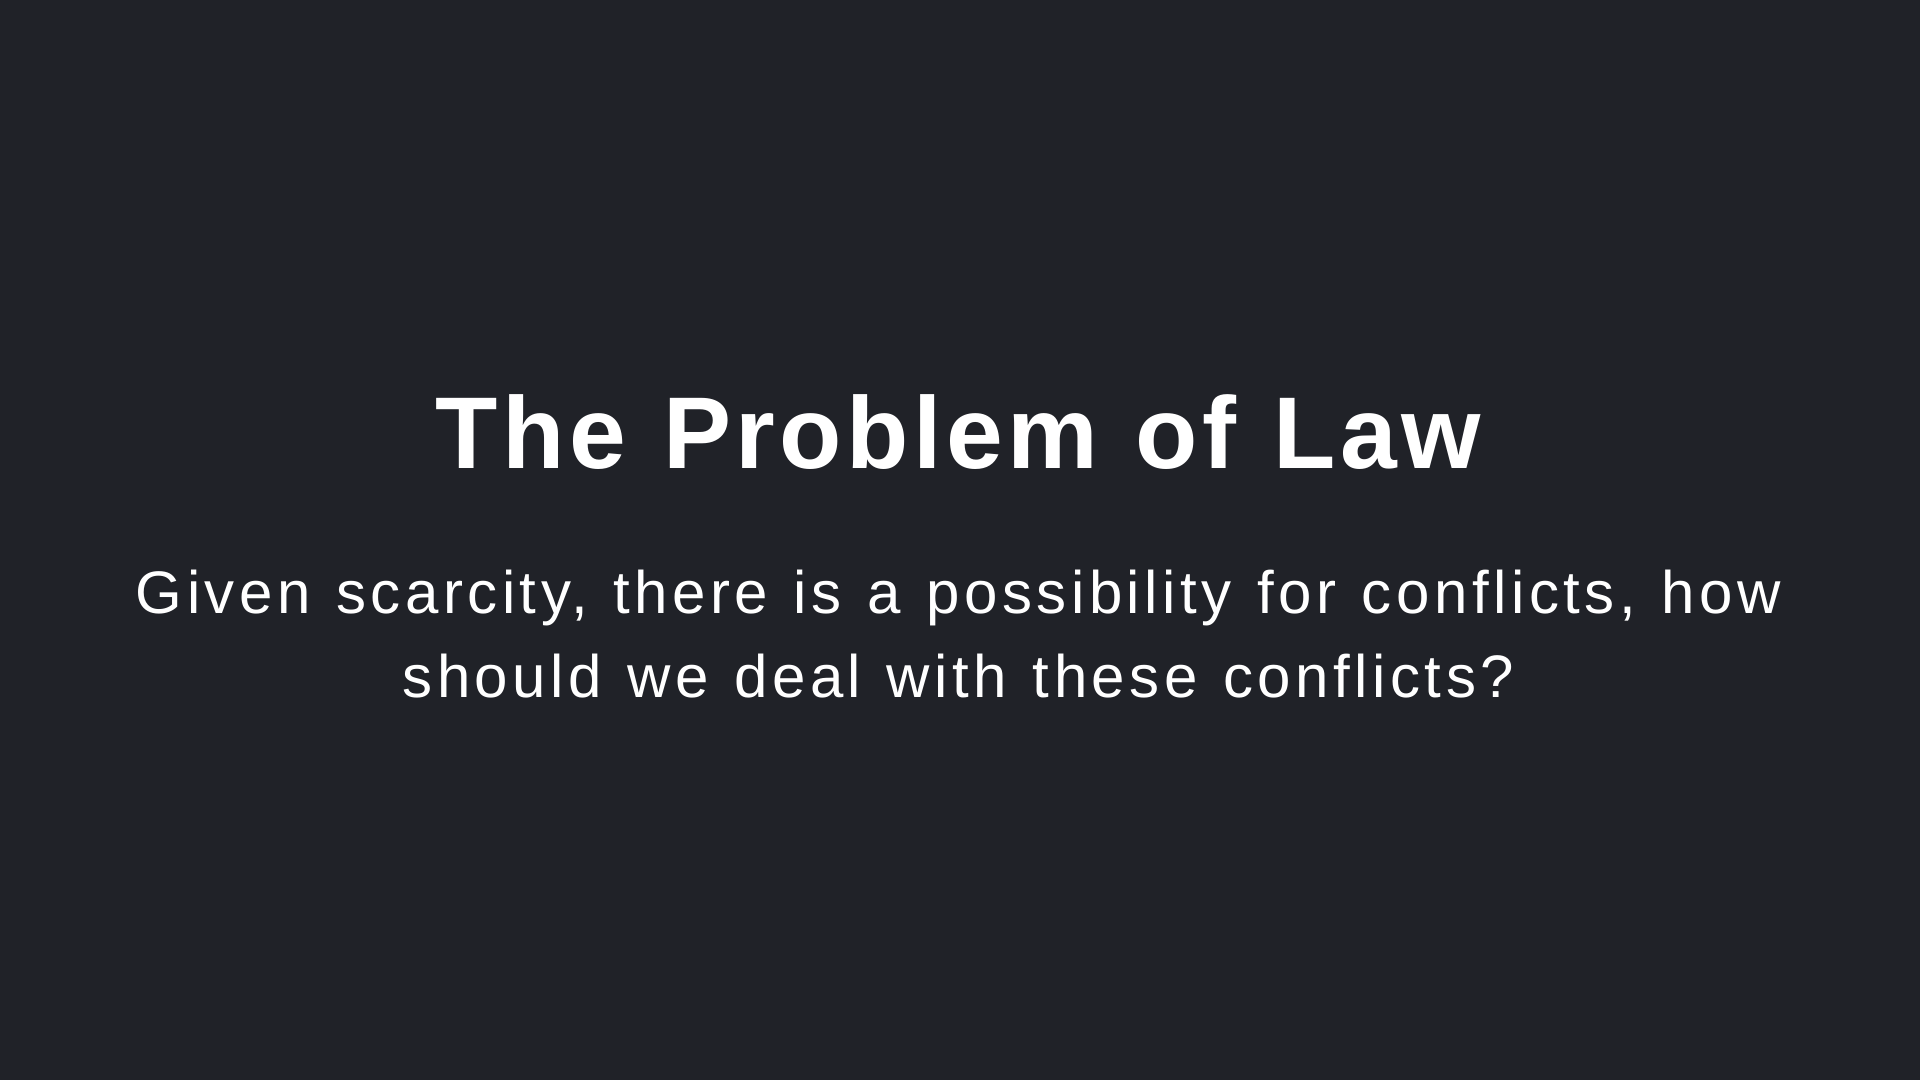 The Problem of Law
Given scarcity, there is a possibility for conflicts, how
should we deal with these conflicts?